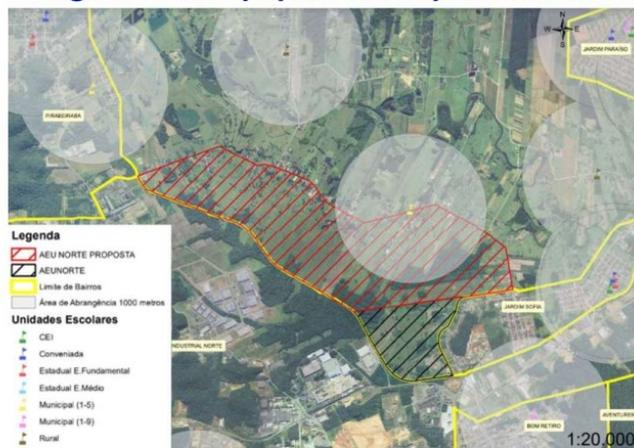 N
W E
S
JARDIM PARAÍSO
PIRABEIRABA
Legenda
AEU NORTE PROPOSTA
AEUNORTE
Limite de Bairros
Área de Abrangência 1000 metros
Unidades Escolares
CEI
Conveniada
Estadual E.Fundamental
Estadual E.Médio
Municipal (1-5)
Municipal (1-9)
Rural
JARDIM SOFIA
INDUSTRIAL NORTE
BOM RETIRO
1:20.000